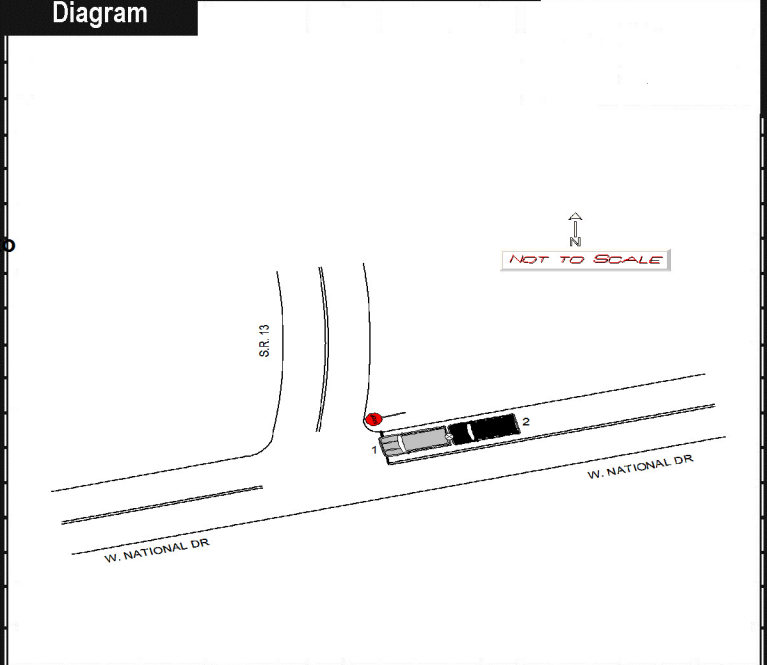 Diagram
N
NOT TO SCALE
S.R. 13
2
1
W. NATIONAL DR
W. NATIONAL DR